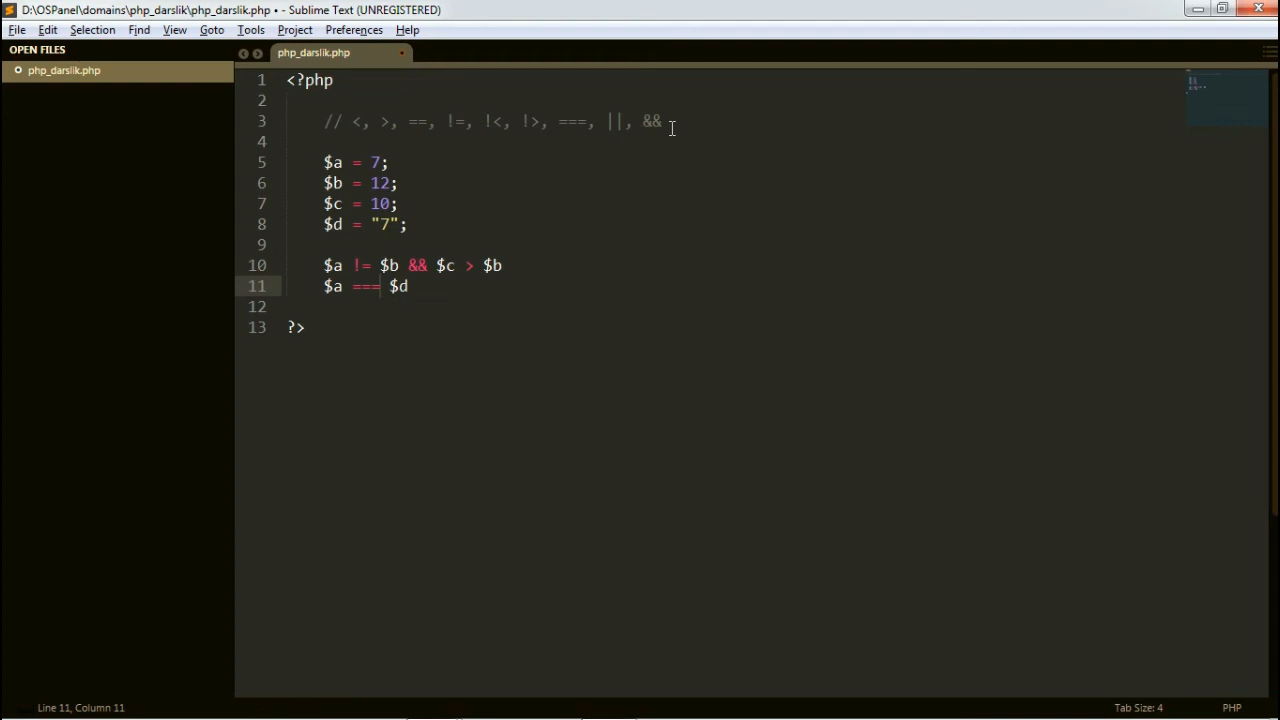 D:\OSPanel\domains\php_darslik\php_darslik.php • - Sublime Text (UNREGISTERED)
File Edit Selection Find View Goto Tools Project Preferences Help
OPEN FILES
php_darslik.php
php_darslik.php
1 <?php
2
3 // <, >, ==, !=, !<, !>, ===, ||, &&
4
5 $a = 7;
6 $b = 12;
7 $c = 10;
8 $d = "7";
9
10 $a != $b && $c > $b
11 $a === $d
12
13 ?>
Line 11, Column 11 Tab Size: 4 PHP